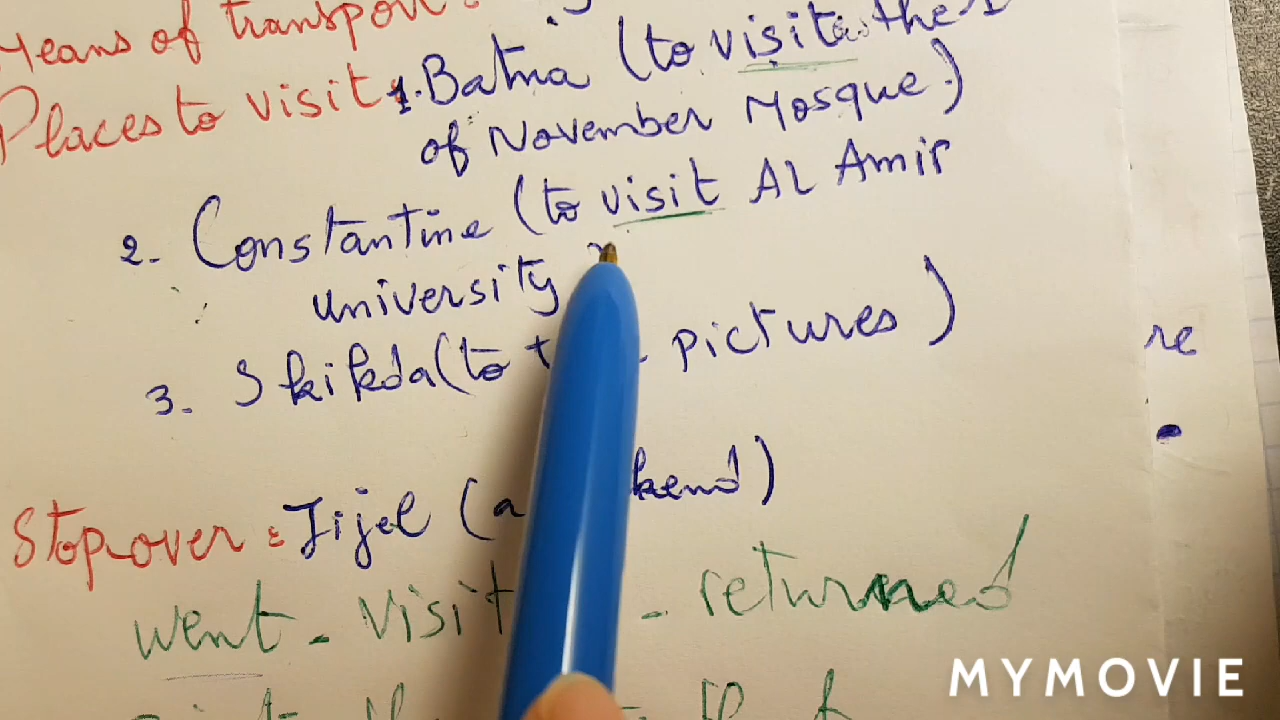 Means of transport:
Places to visit: 1. Batna (to visit the 1
of November Mosque)
2. Constantine (to visit AL Amir
university
3. Skikda (to pictures)
re
Stopover: Jijel (a
went - visit - returned
MYMOVIE